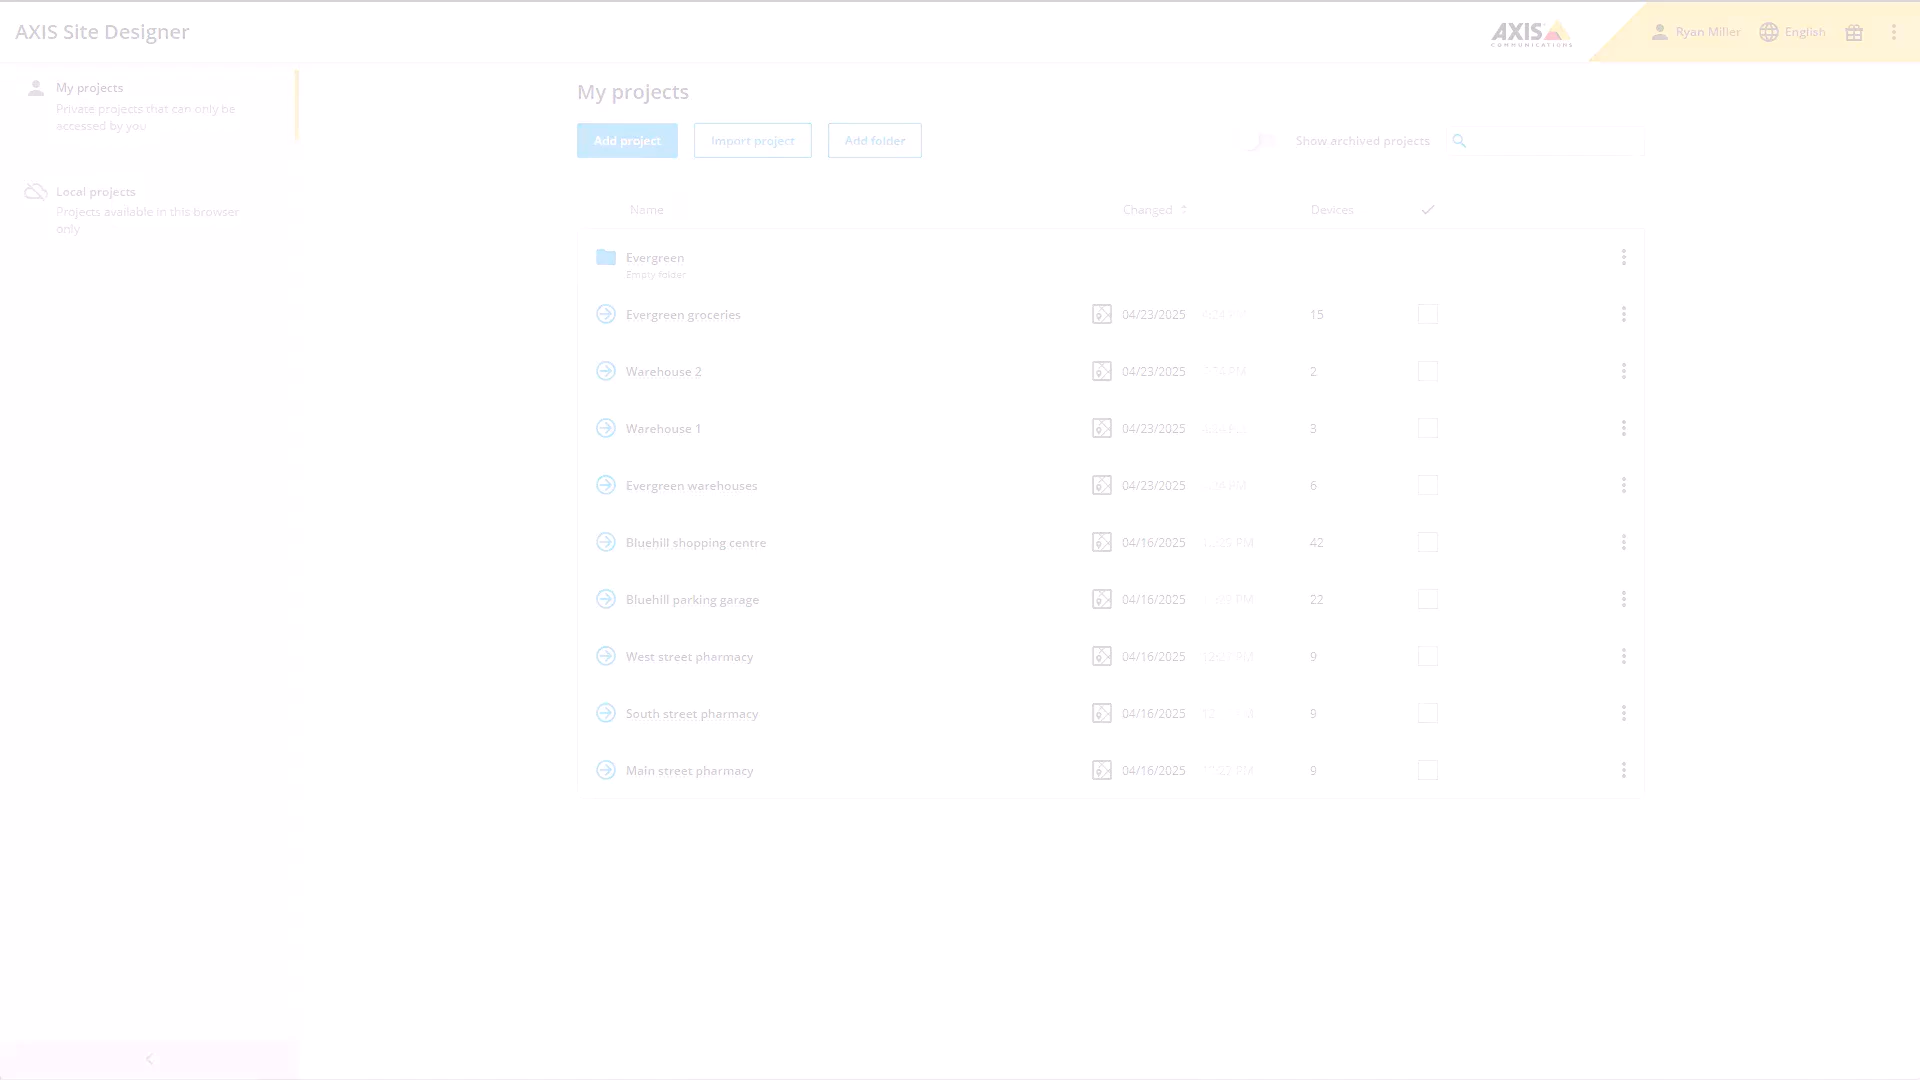 AXIS Site Designer
AXIS
COMMUNICATIONS
Ryan Miller
English
My projects
Private projects that can only be
accessed by you
Local projects
Projects available in this browser
only
My projects
Add project
Import project
Add folder
Show archived projects
Name Changed Devices
Evergreen
Empty folder
Evergreen groceries 04/23/2025 15
Warehouse 2 04/23/2025 2
Warehouse 1 04/23/2025 3
Evergreen warehouses 04/23/2025 6
Bluehill shopping centre 04/16/2025 PM 42
Bluehill parking garage 04/16/2025 PM 22
West street pharmacy 04/16/2025 PM 9
South street pharmacy 04/16/2025 9
Main street pharmacy 04/16/2025 PM 9